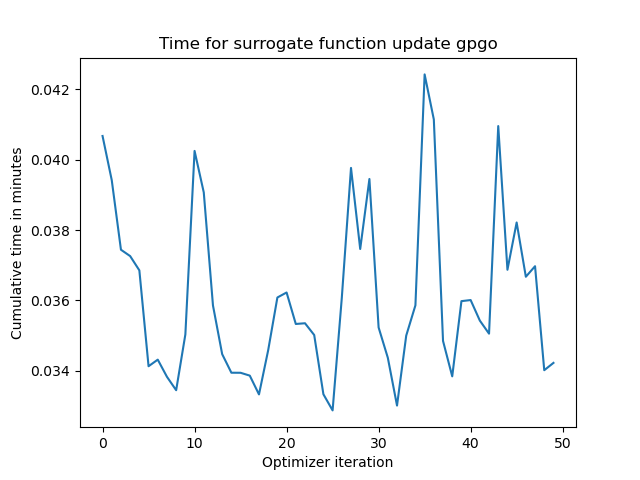 Time for surrogate function update gpgo
0.042
0.040
0.038
0.036
0.034
Cumulative time in minutes
0 10 20 30 40 50
Optimizer iteration